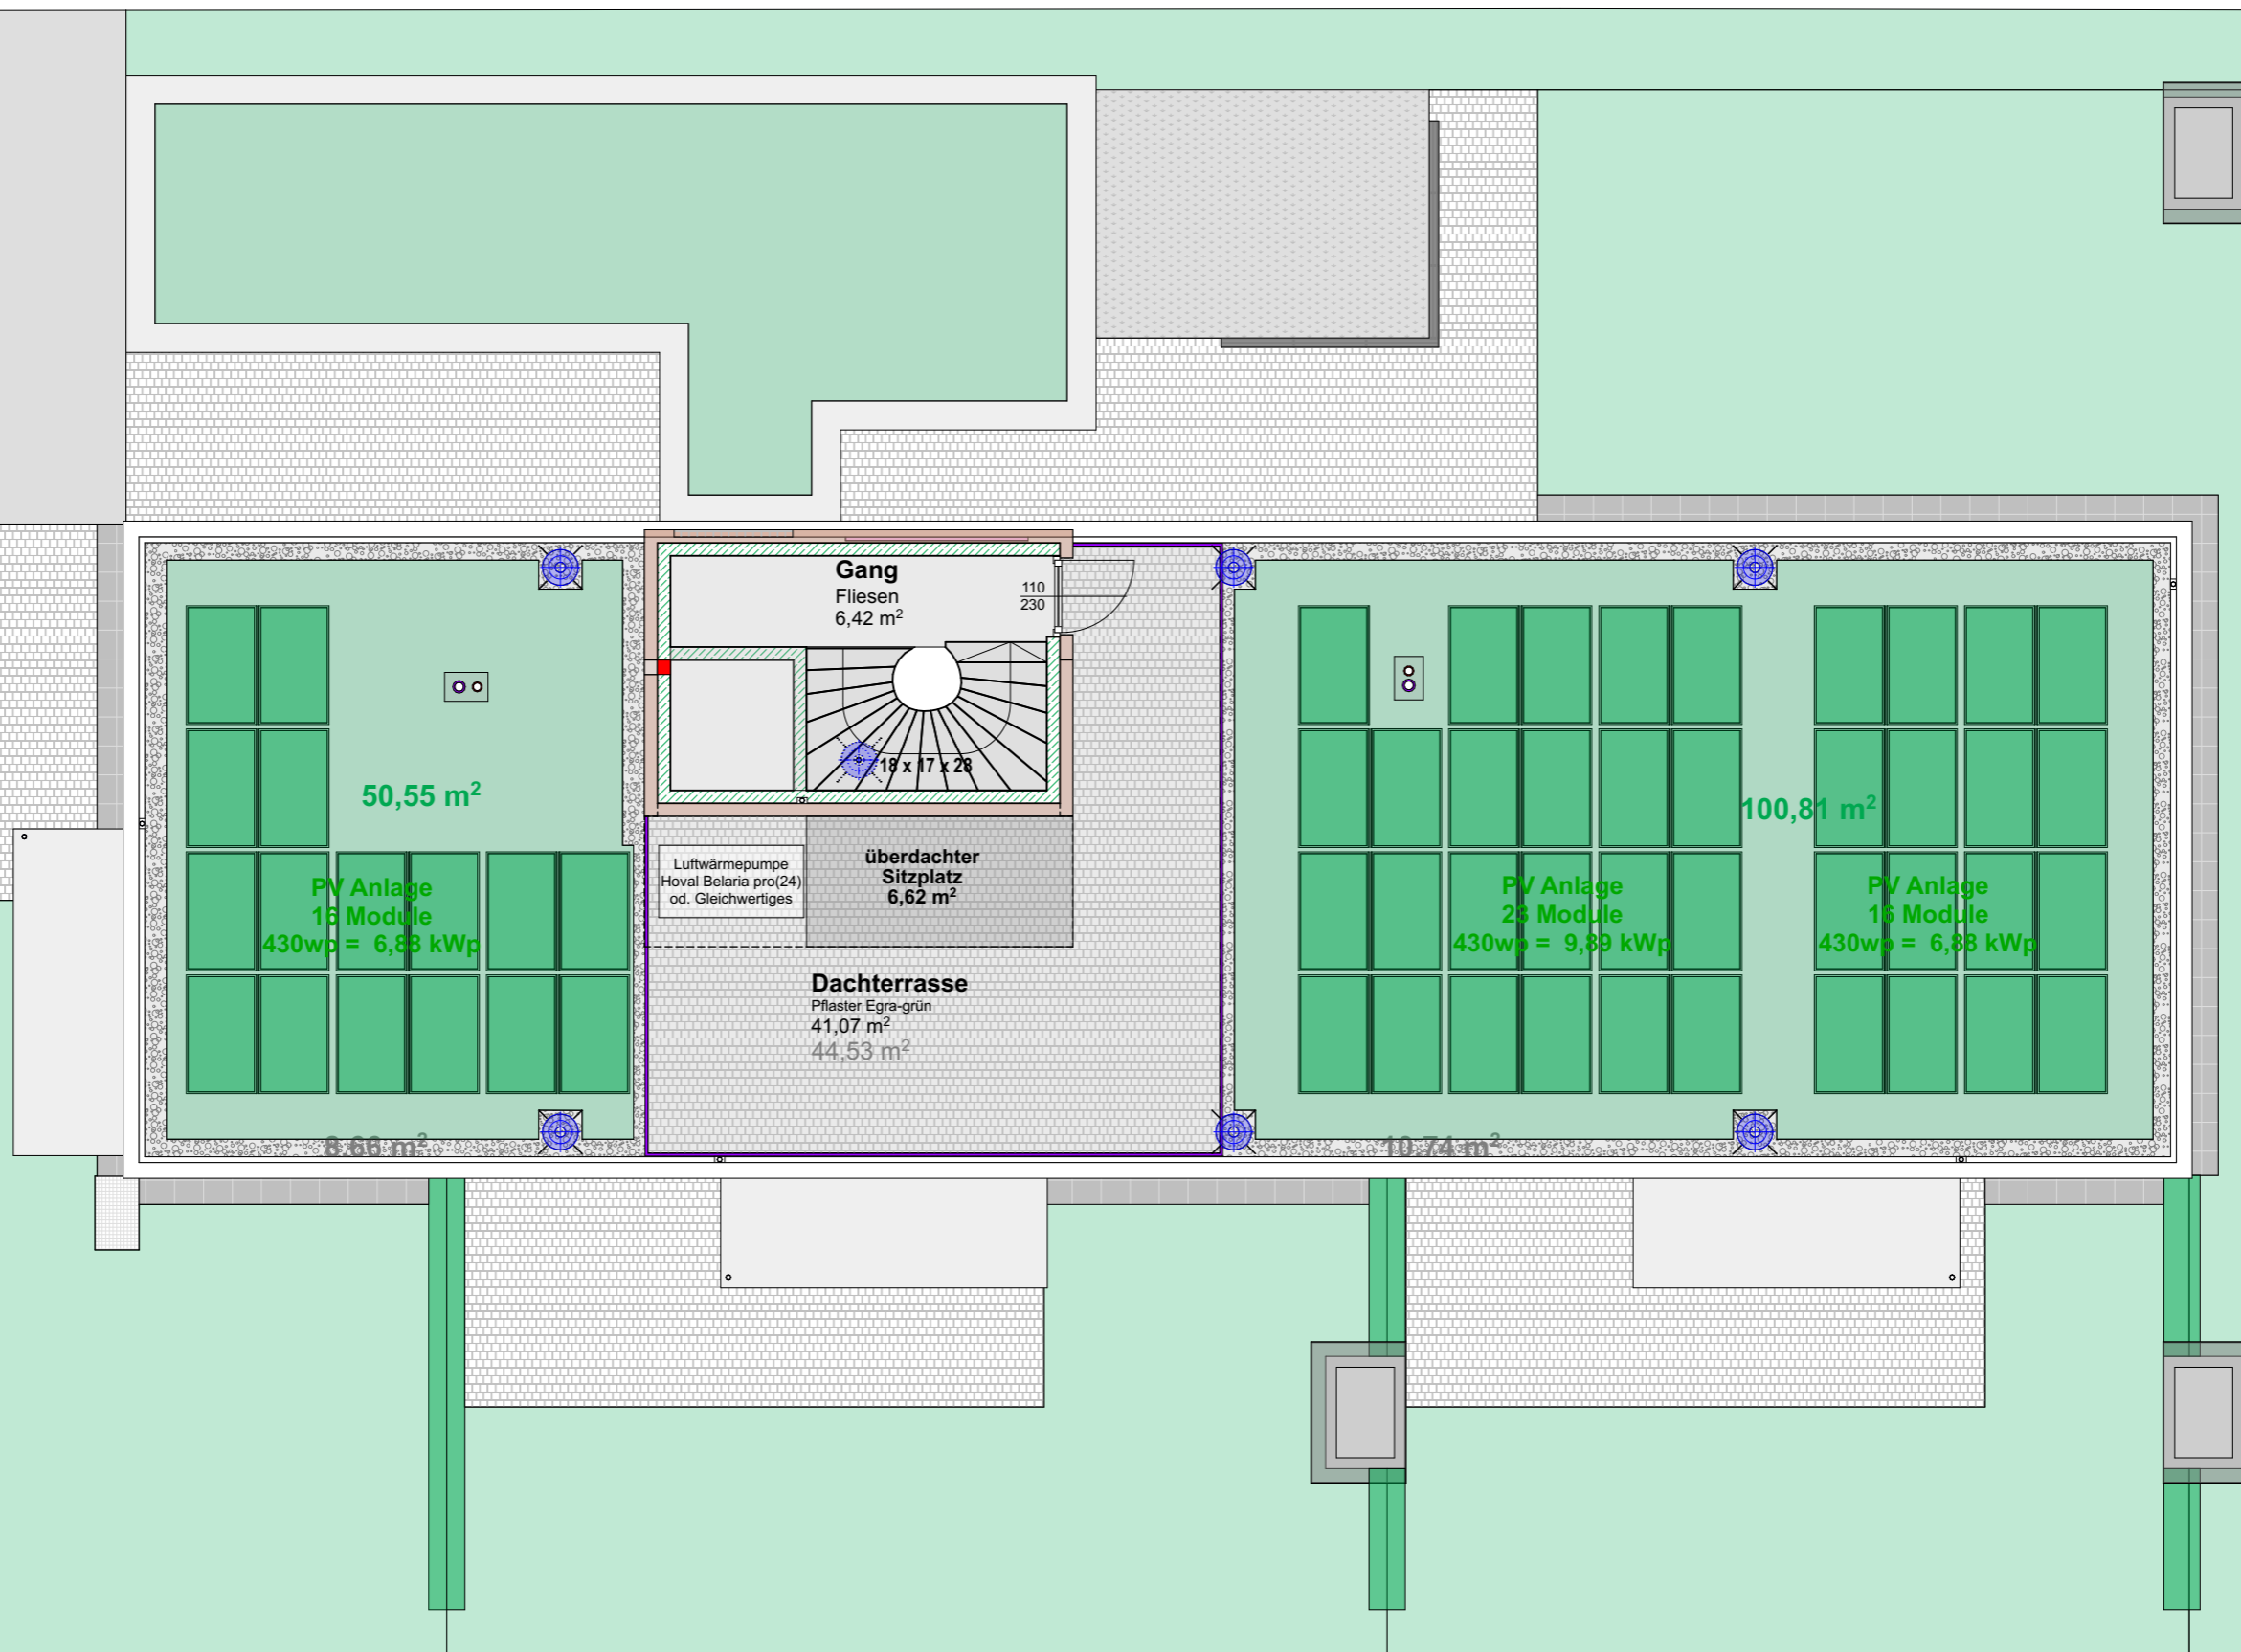 Gang
Fliesen
6,42 m²
110
230
18 x 17 x 28
50,55 m²
100,81 m²
Luftwärmepumpe
Hoval Belaria pro(24)
od. Gleichwertiges
überdachter
Sitzplatz
6,62 m²
PV Anlage
16 Module
430wp = 6,88 kWp
PV Anlage
23 Module
430wp = 9,89 kWp
PV Anlage
16 Module
430wp = 6,88 kWp
Dachterrasse
Pflaster Egra-grün
41,07 m²
44,53 m²
8.66 m²
10.74 m²